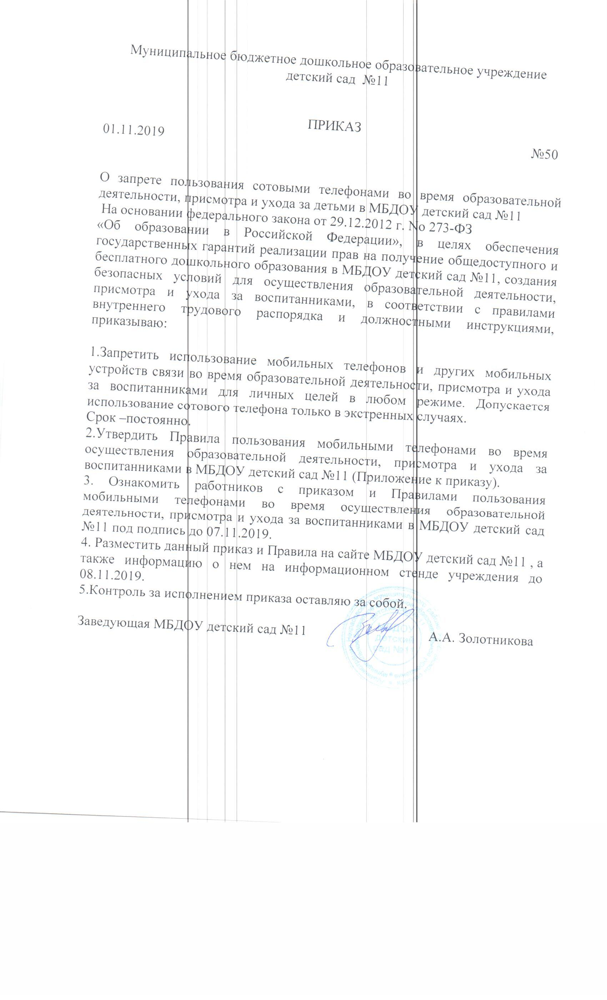 Муниципальное бюджетное дошкольное образовательное учреждение
детский сад №11
ПРИКАЗ
01.11.2019
№50
О запрете пользования сотовыми телефонами во время образовательной
деятельности, присмотра и ухода за детьми в МБДОУ детский сад №11
На основании федерального закона от 29.12.2012 г. No 273-ФЗ
«Об образовании в Российской Федерации», в целях обеспечения
государственных гарантий реализации прав на получение общедоступного и
бесплатного дошкольного образования в МБДОУ детский сад №11, создания
безопасных условий для осуществления образовательной деятельности,
присмотра и ухода за воспитанниками, в соответствии с правилами
внутреннего трудового распорядка и должностными инструкциями,
приказываю:
1.Запретить использование мобильных телефонов и других мобильных
устройств связи во время образовательной деятельности, присмотра и ухода
за воспитанниками для личных целей в любом режиме. Допускается
использование сотового телефона только в экстренных случаях.
Срок –постоянно.
2.Утвердить Правила пользования мобильными телефонами во время
осуществления образовательной деятельности, присмотра и ухода за
воспитанниками в МБДОУ детский сад №11 (Приложение к приказу).
3. Ознакомить работников с приказом и Правилами пользования
мобильными телефонами во время осуществления образовательной
деятельности, присмотра и ухода за воспитанниками в МБДОУ детский сад
№11 под подпись до 07.11.2019.
4. Разместить данный приказ и Правила на сайте МБДОУ детский сад №11 , а
также информацию о нем на информационном стенде учреждения до
08.11.2019.
5.Контроль за исполнением приказа оставляю за собой.
Заведующая МБДОУ детский сад №11
А.А. Золотникова
МБДОУ
детский
сад №11